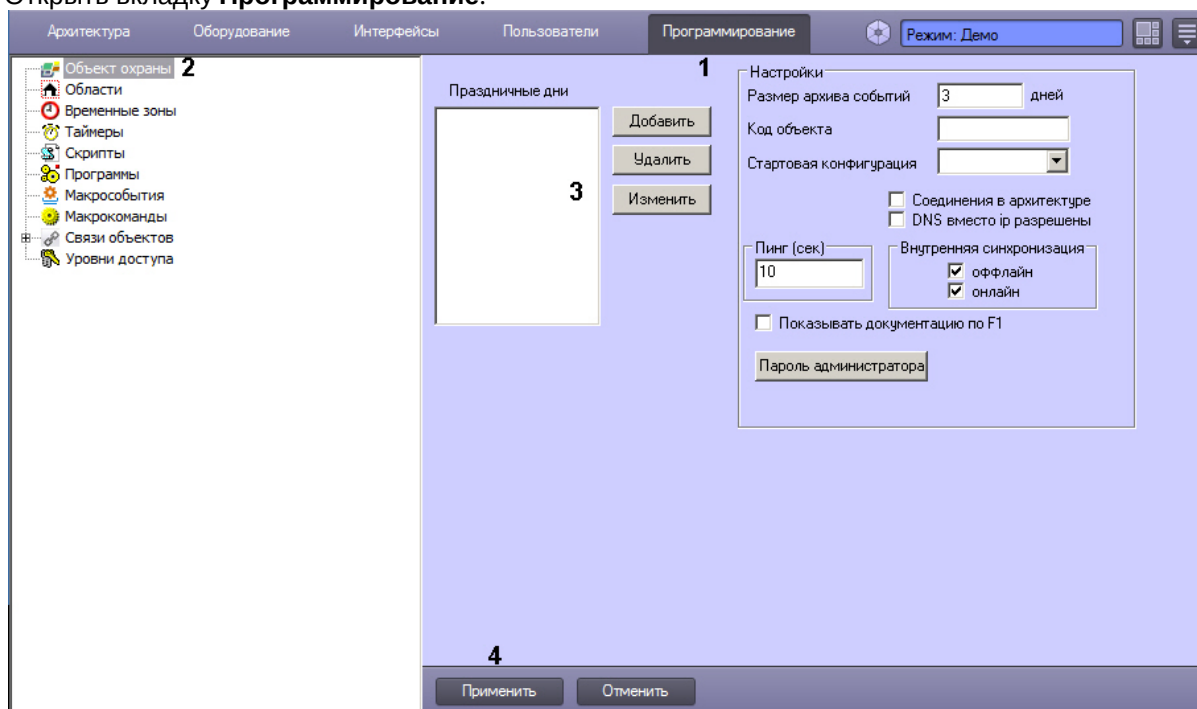 Открыть вкладку Программирование.
Архитектура Оборудование Интерфейсы Пользователи Программирование Режим: Демо
Объект охраны 2
Области
Временные зоны
Таймеры
Скрипты
Программы
Макрособытия
Макрокоманды
Связи объектов
Уровни доступа
1
Праздничные дни
Добавить
Удалить
3
Изменить
Настройки
Размер архива событий 3 дней
Код объекта
Стартовая конфигурация
Соединения в архитектуре
DNS вместо ip разрешены
Пинг (сек)
10
Внутренняя синхронизация
оффлайн
онлайн
Показывать документацию по F1
Пароль администратора
4
Применить Отменить